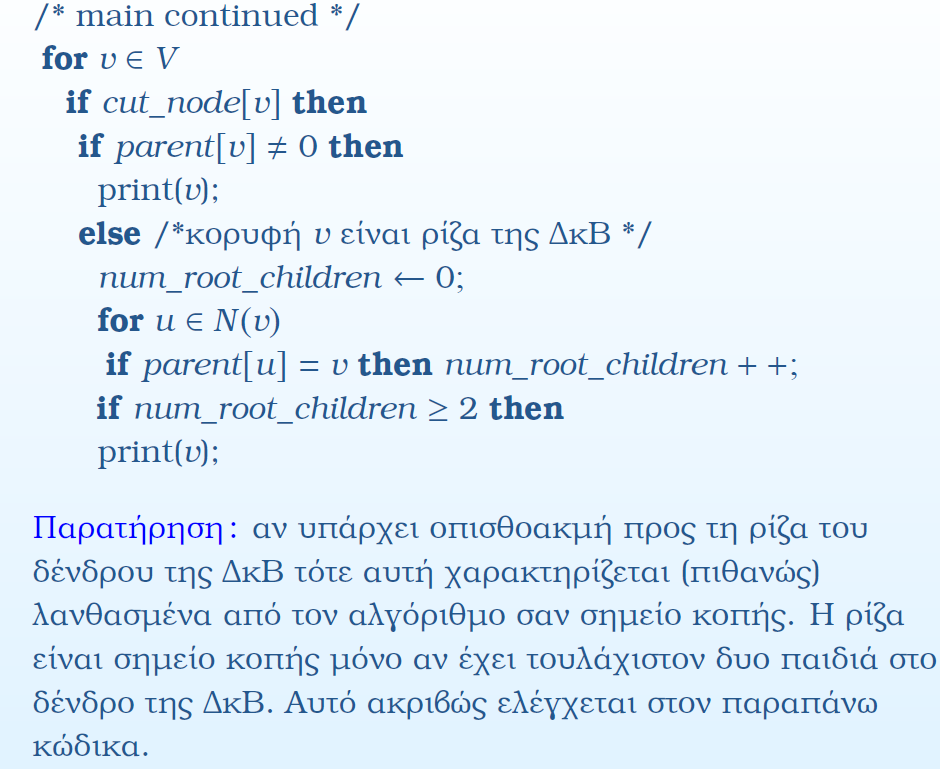 /* main continued */
for v ∈ V
if cut_node[v] then
if parent[v] ≠ 0 then
print(v);
else /*κορυφή v είναι ρίζα της ΔκΒ */
num_root_children ← 0;
for u ∈ N(v)
if parent[u] = v then num_root_children + +;
if num_root_children ≥ 2 then
print(v);
Παρατήρηση: αν υπάρχει οπισθοακμή προς τη ρίζα του
δένδρου της ΔκΒ τότε αυτή χαρακτηρίζεται (πιθανώς)
λανθασμένα από τον αλγόριθμο σαν σημείο κοπής. Η ρίζα
είναι σημείο κοπής μόνο αν έχει τουλάχιστον δυο παιδιά στο
δένδρο της ΔκΒ. Αυτό ακριβώς ελέγχεται στον παραπάνω
κώδικα.